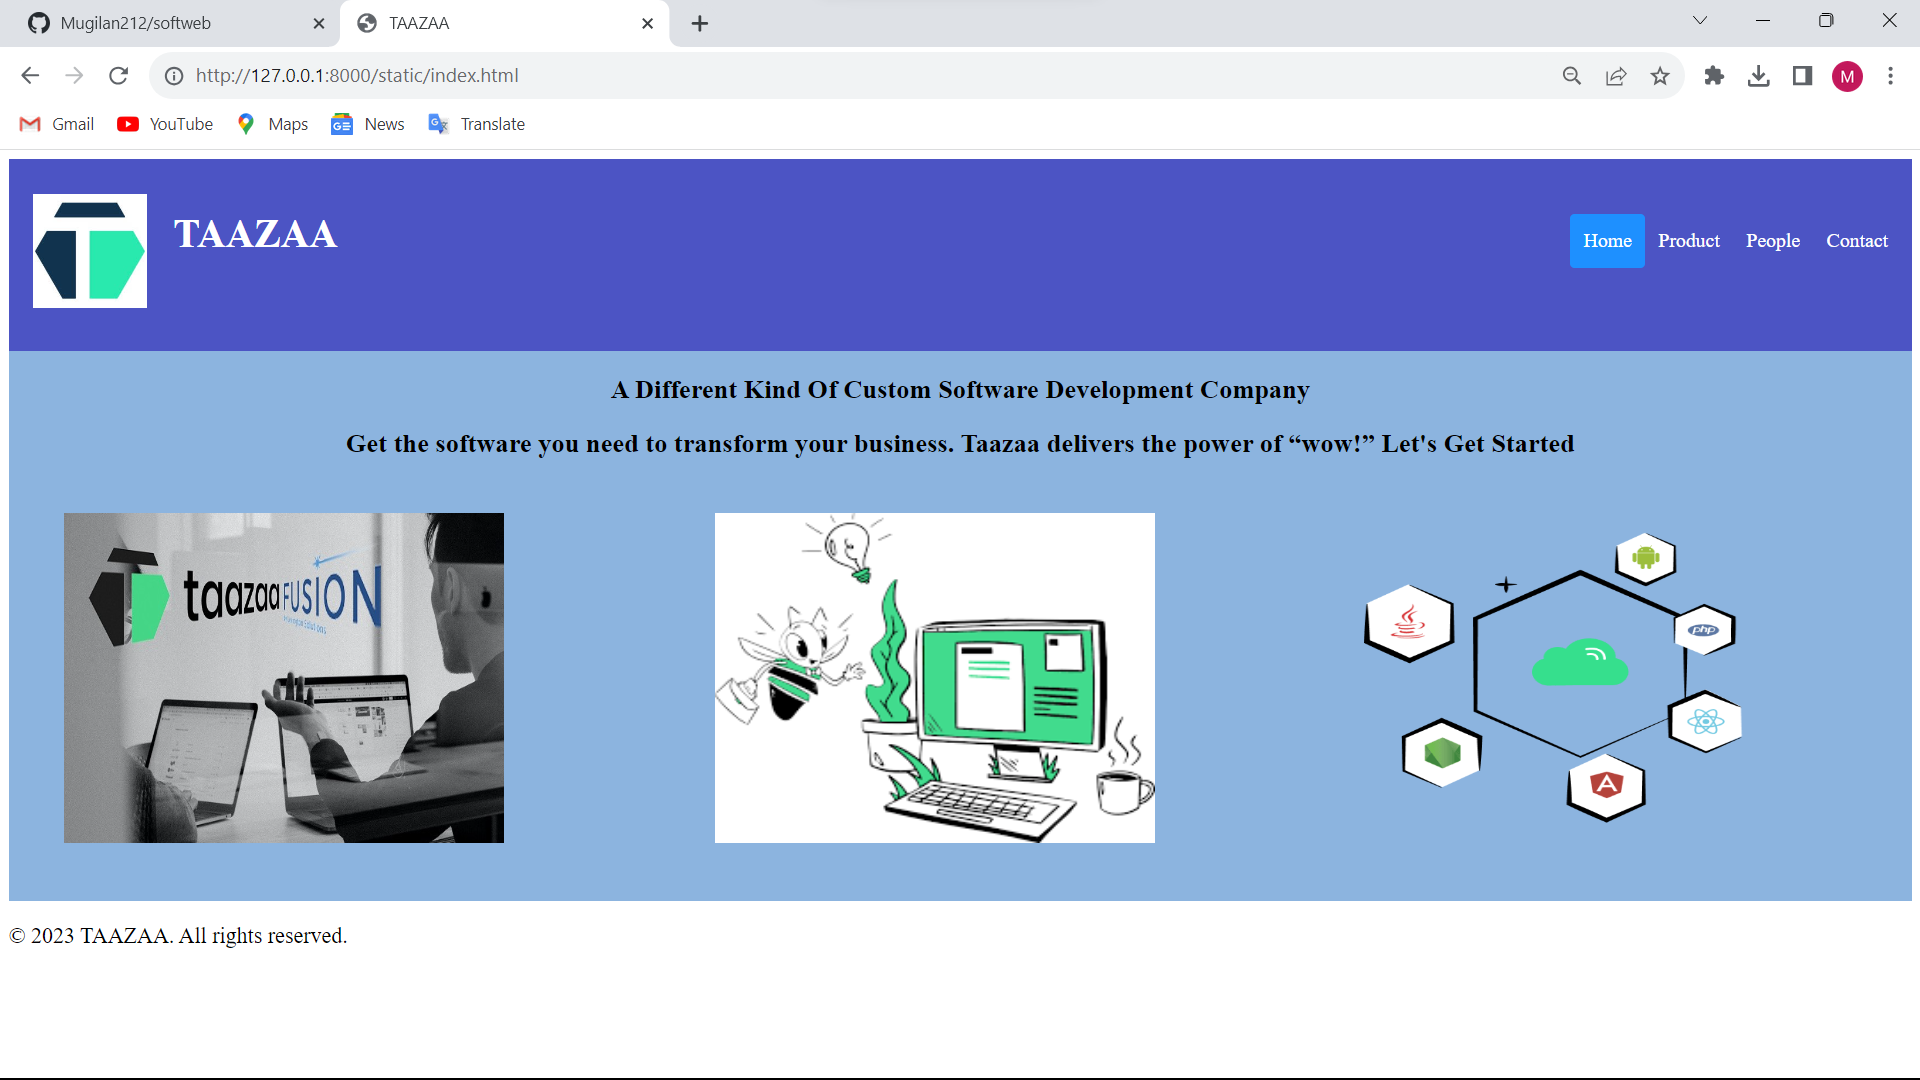 Mugilan212/softweb
TAAZAA
http://127.0.0.1:8000/static/index.html
M
Gmail
YouTube
Maps
News
Translate
TAAZAA
Home
Product
People
Contact
A Different Kind Of Custom Software Development Company
Get the software you need to transform your business. Taazaa delivers the power of “wow!” Let's Get Started
taazaa FUSION
php
© 2023 TAAZAA. All rights reserved.